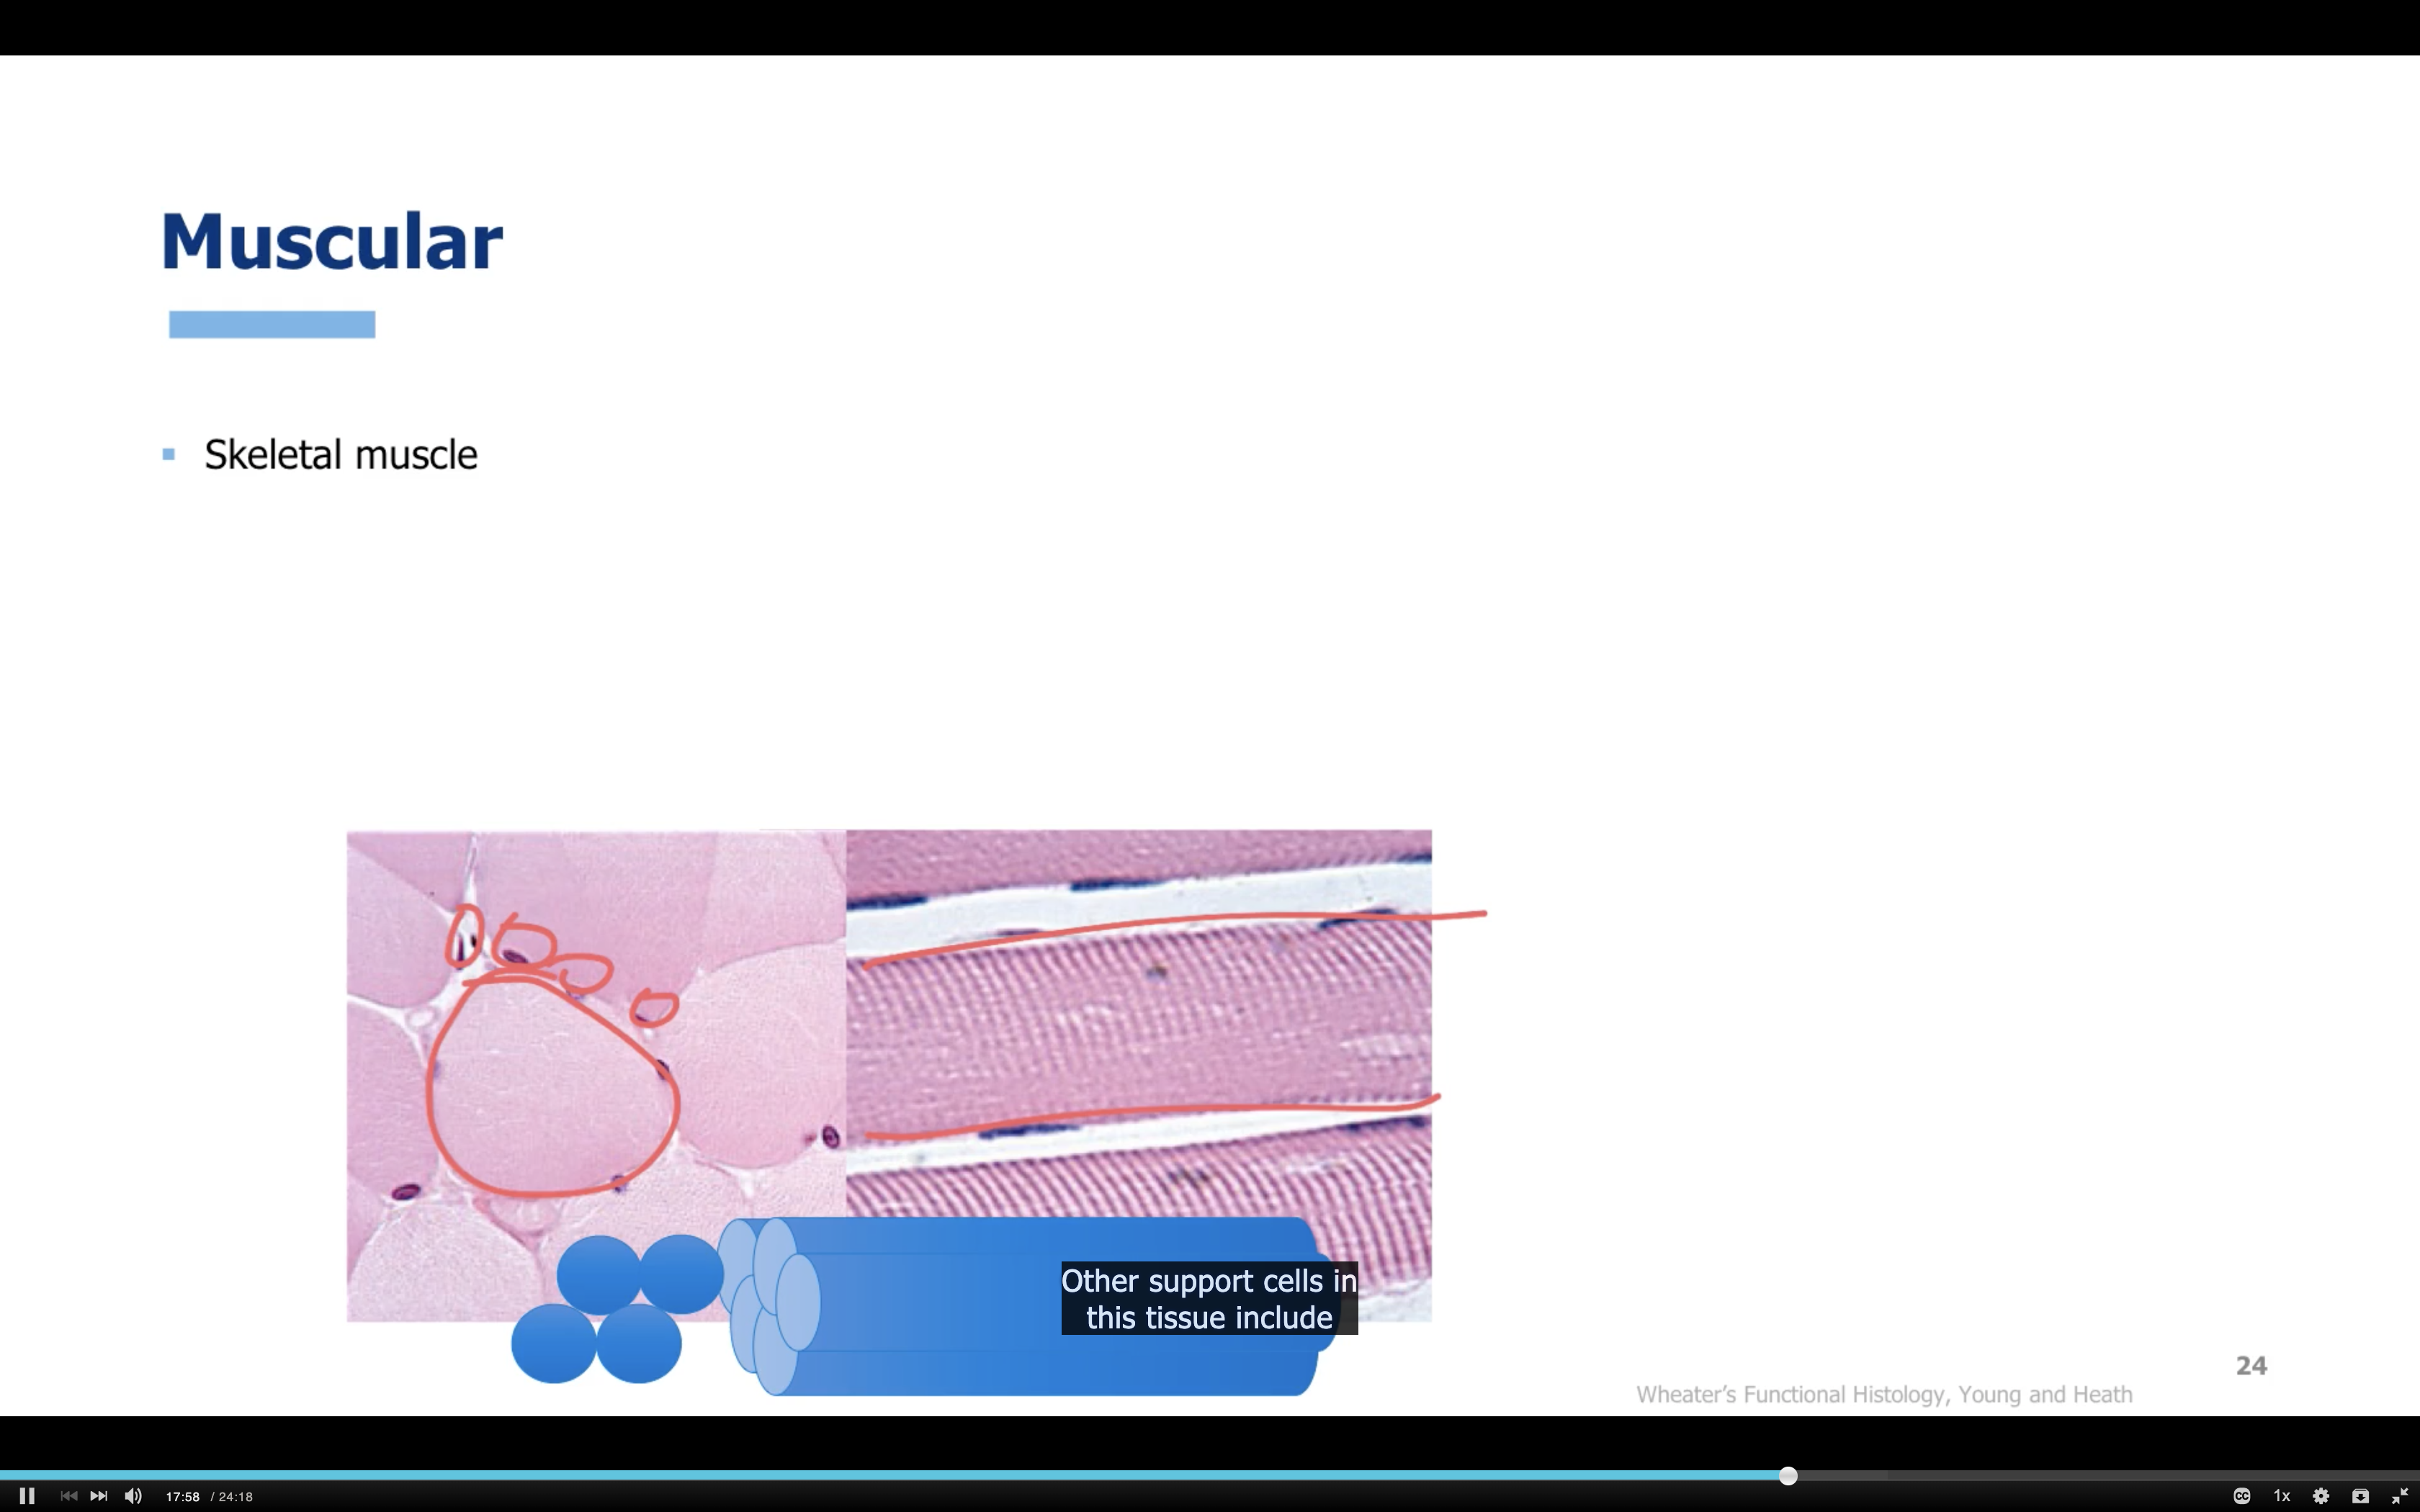 Muscular
Skeletal muscle
Other support cells in
this tissue include
24
Wheater's Functional Histology, Young and Heath
17:58 / 24:18
CC
1x